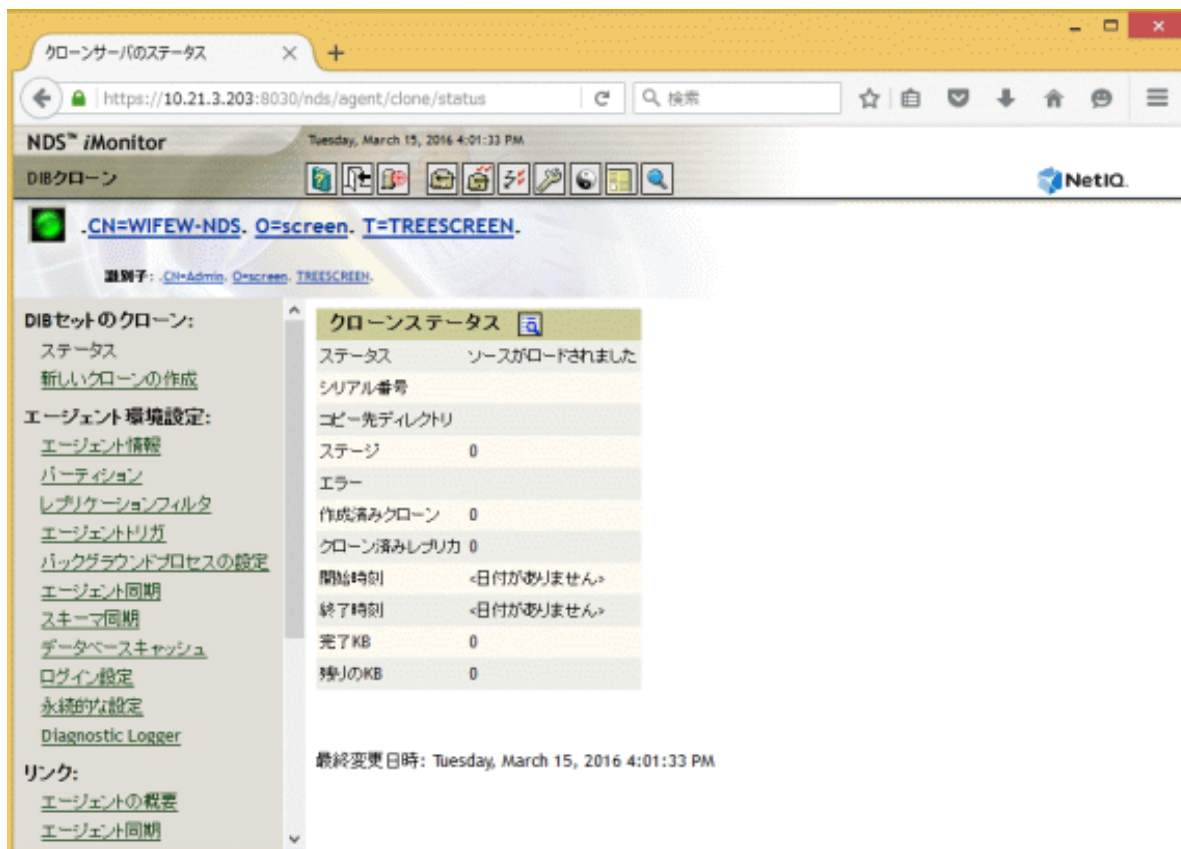 クローンサーバのステータス
https://10.21.3.203:8030/nds/agent/clone/status
検索
NDS™ iMonitor
Tuesday, March 15, 2016 4:01:33 PM
DIBクローン
NetIQ.
.CN=WIFEW-NDS. O=screen. T=TREESCREEN.
識別子: .CN=Admin. O=screen. TREESCREEN.
DIBセットのクローン:
ステータス
新しいクローンの作成
エージェント環境設定:
エージェント情報
パーティション
レプリケーションフィルタ
エージェントトリガ
バックグラウンドプロセスの設定
エージェント同期
スキーマ同期
データベースキャッシュ
ログイン設定
永続的な設定
Diagnostic Logger
リンク:
エージェントの概要
エージェント同期
クローンステータス
ステータス ソースがロードされました
シリアル番号
コピー先ディレクトリ
ステージ 0
エラー
作成済みクローン 0
クローン済みレプリカ 0
開始時刻 <日付がありません>
終了時刻 <日付がありません>
完了KB 0
残りのKB 0
最終変更日時: Tuesday, March 15, 2016 4:01:33 PM